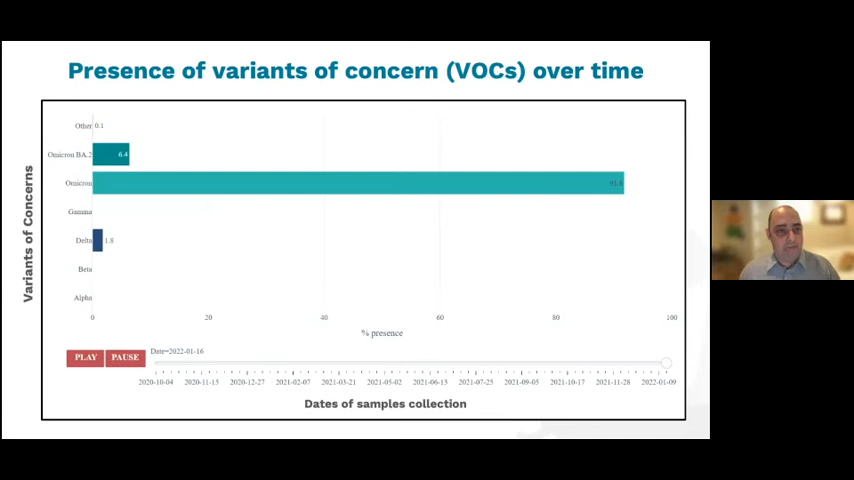 Presence of variants of concern (VOCs) over time
Variants of Concerns
Other 0.1
Omicron BA.2 6.4
Omicron 91.8
Gamma
Delta 1.8
Beta
Alpha
0 20 40 60 80 100
% presence
PLAY PAUSE Date=2022-01-16
2020-10-04 2020-11-15 2020-12-27 2021-02-07 2021-03-21 2021-05-02 2021-06-13 2021-07-25 2021-09-05 2021-10-17 2021-11-28 2022-01-09
Dates of samples collection